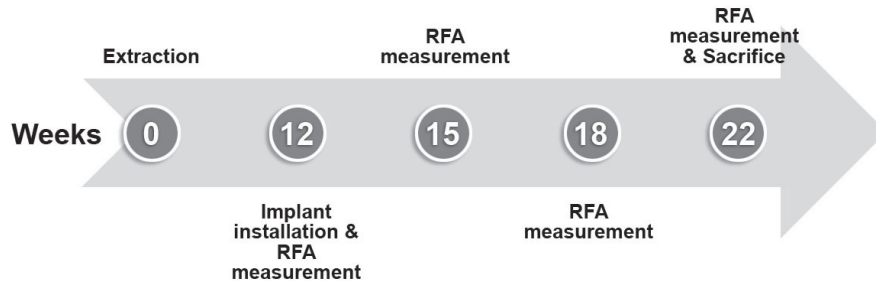 Extraction
RFA
measurement
RFA
measurement
& Sacrifice
Weeks
0
12
15
18
22
Implant
installation &
RFA
measurement
RFA
measurement